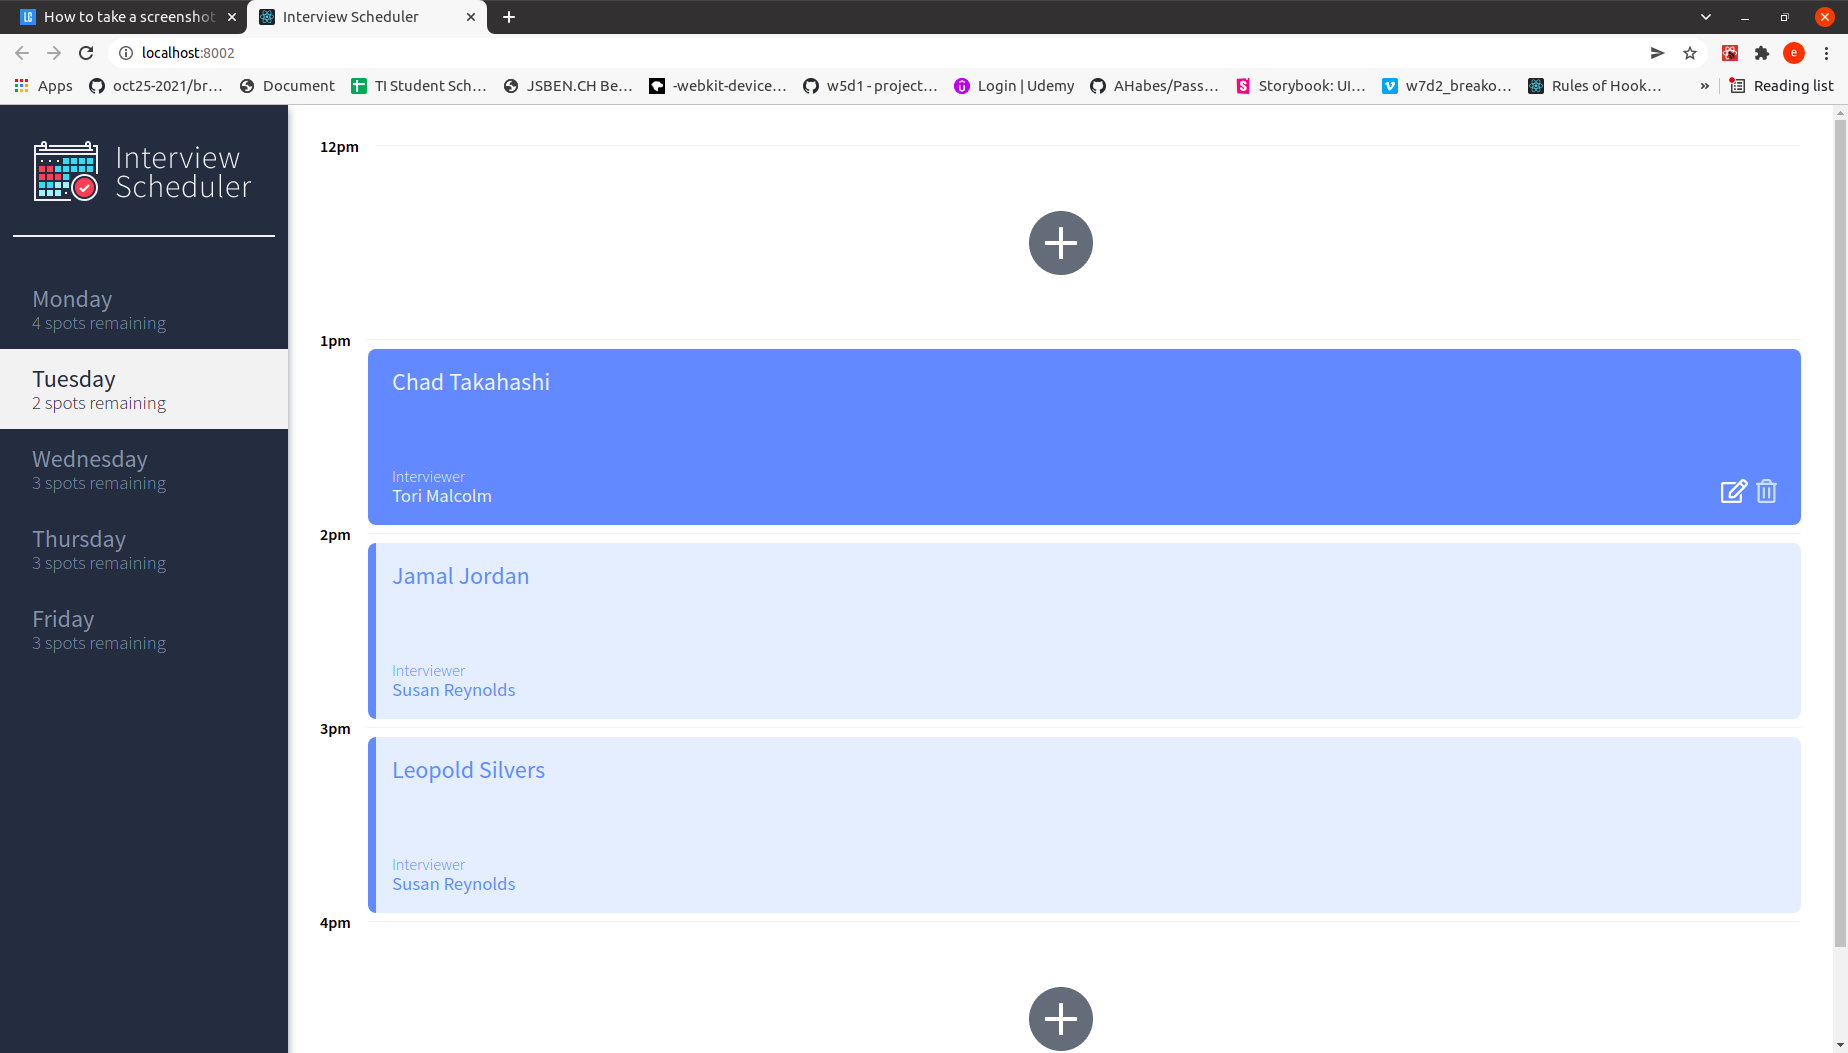 How to take a screenshot
Interview Scheduler
localhost:8002
e
Apps
oct25-2021/br...
Document
TI Student Sch...
JSBEN.CH Be...
-webkit-device...
w5d1 - project...
Login | Udemy
AHabes/Pass...
Storybook: UI...
w7d2_breako...
Rules of Hook...
»
Reading list
Interview
Scheduler
Monday
4 spots remaining
Tuesday
2 spots remaining
Wednesday
3 spots remaining
Thursday
3 spots remaining
Friday
3 spots remaining
12pm
1pm
Chad Takahashi
Interviewer
Tori Malcolm
2pm
Jamal Jordan
Interviewer
Susan Reynolds
3pm
Leopold Silvers
Interviewer
Susan Reynolds
4pm